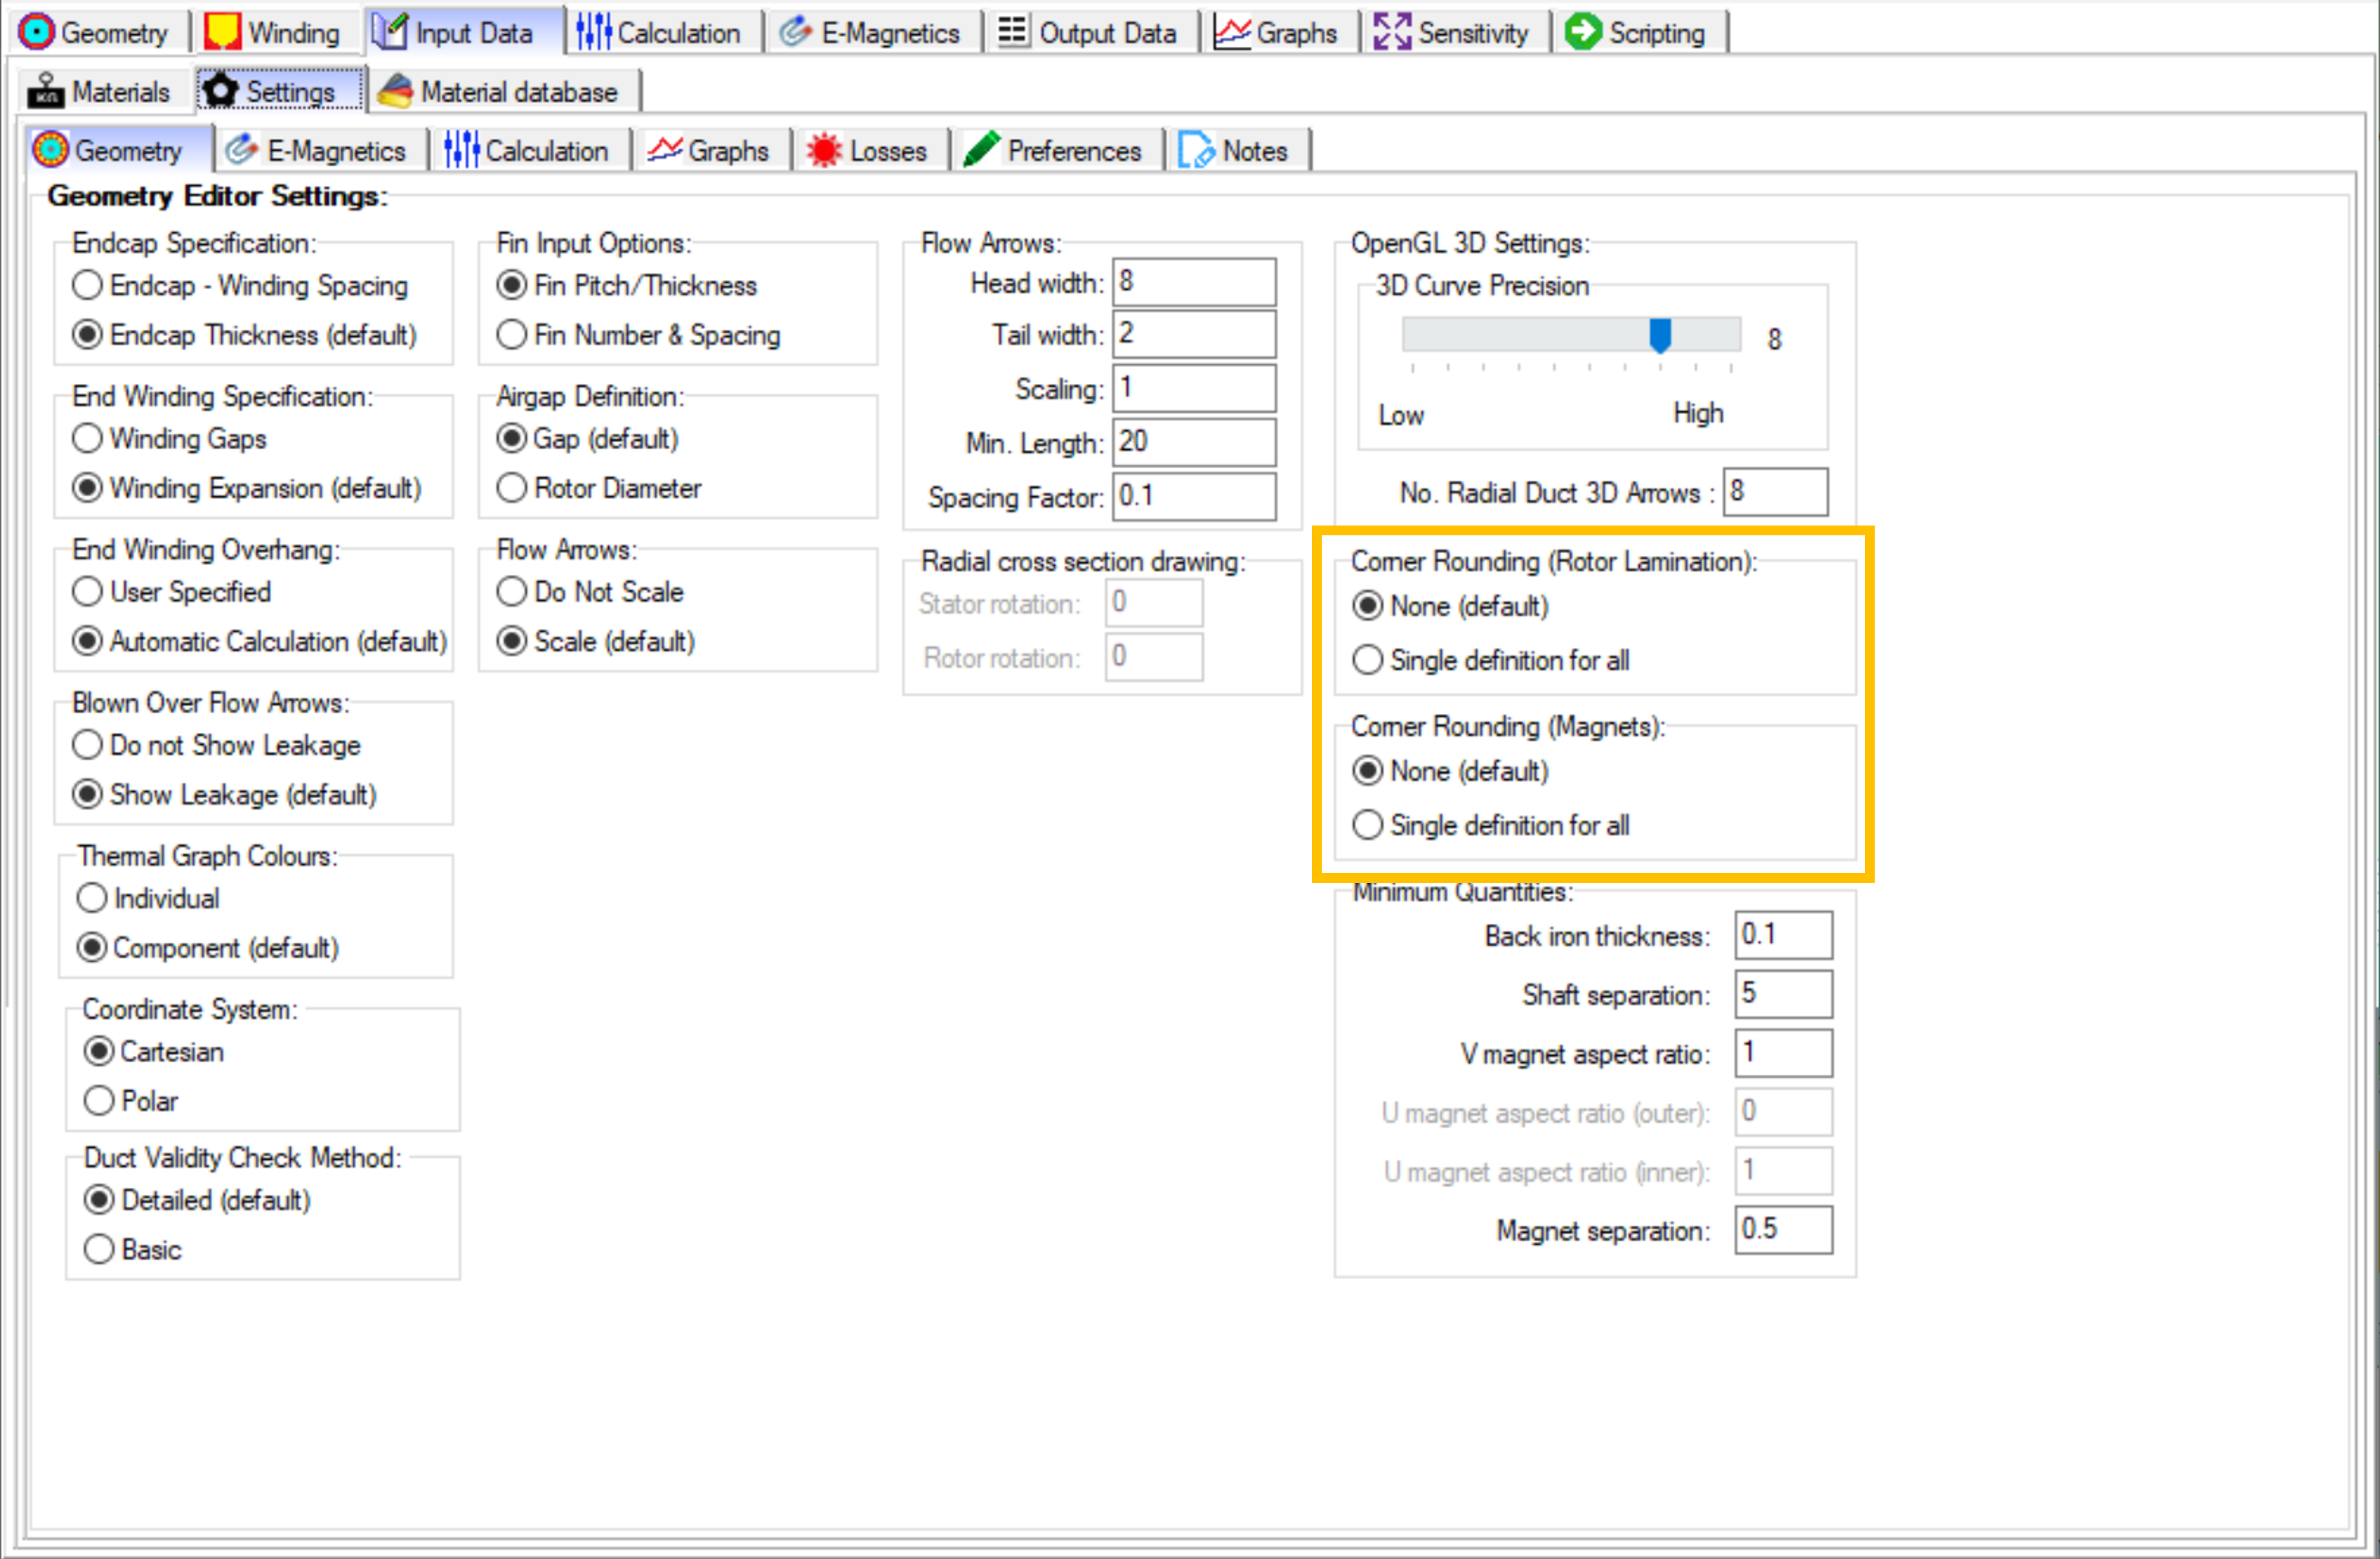 Geometry Winding Input Data Calculation E-Magnetics Output Data Graphs Sensitivity Scripting
Materials Settings Material database
Geometry E-Magnetics Calculation Graphs Losses Preferences Notes
Geometry Editor Settings:
Endcap Specification:
Endcap - Winding Spacing
Endcap Thickness (default)
End Winding Specification:
Winding Gaps
Winding Expansion (default)
End Winding Overhang:
User Specified
Automatic Calculation (default)
Blown Over Flow Arrows:
Do not Show Leakage
Show Leakage (default)
Thermal Graph Colours:
Individual
Component (default)
Coordinate System:
Cartesian
Polar
Duct Validity Check Method:
Detailed (default)
Basic
Fin Input Options:
Fin Pitch/Thickness
Fin Number & Spacing
Airgap Definition:
Gap (default)
Rotor Diameter
Flow Arrows:
Do Not Scale
Scale (default)
Flow Arrows:
Head width: 8
Tail width: 2
Scaling: 1
Min. Length: 20
Spacing Factor: 0.1
Radial cross section drawing:
Stator rotation: 0
Rotor rotation: 0
OpenGL 3D Settings:
3D Curve Precision
8
Low High
No. Radial Duct 3D Arrows : 8
Corner Rounding (Rotor Lamination):
None (default)
Single definition for all
Corner Rounding (Magnets):
None (default)
Single definition for all
Minimum Quantities:
Back iron thickness: 0.1
Shaft separation: 5
V magnet aspect ratio: 1
U magnet aspect ratio (outer): 0
U magnet aspect ratio (inner): 1
Magnet separation: 0.5